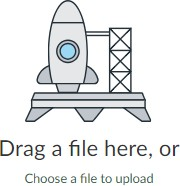 Drag a file here, or
Choose a file to upload